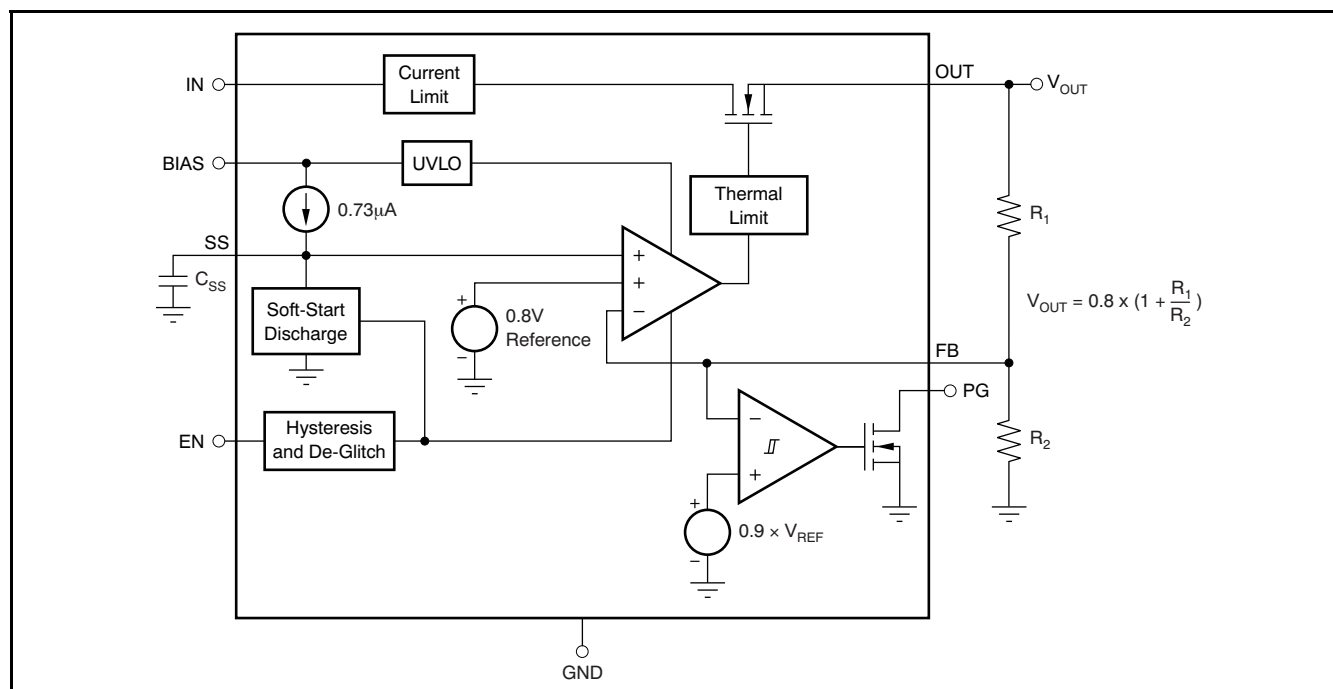 IN
Current
Limit
OUT
V_OUT
BIAS
UVLO
Thermal
Limit
0.73μA
R_1
SS
C_SS
+
+
−
+
−
0.8V
Reference
V_OUT = 0.8 x (1 + R_1/R_2)
Soft-Start
Discharge
FB
PG
EN
Hysteresis
and De-Glitch
−
+
R_2
+
−
0.9 × V_REF
GND